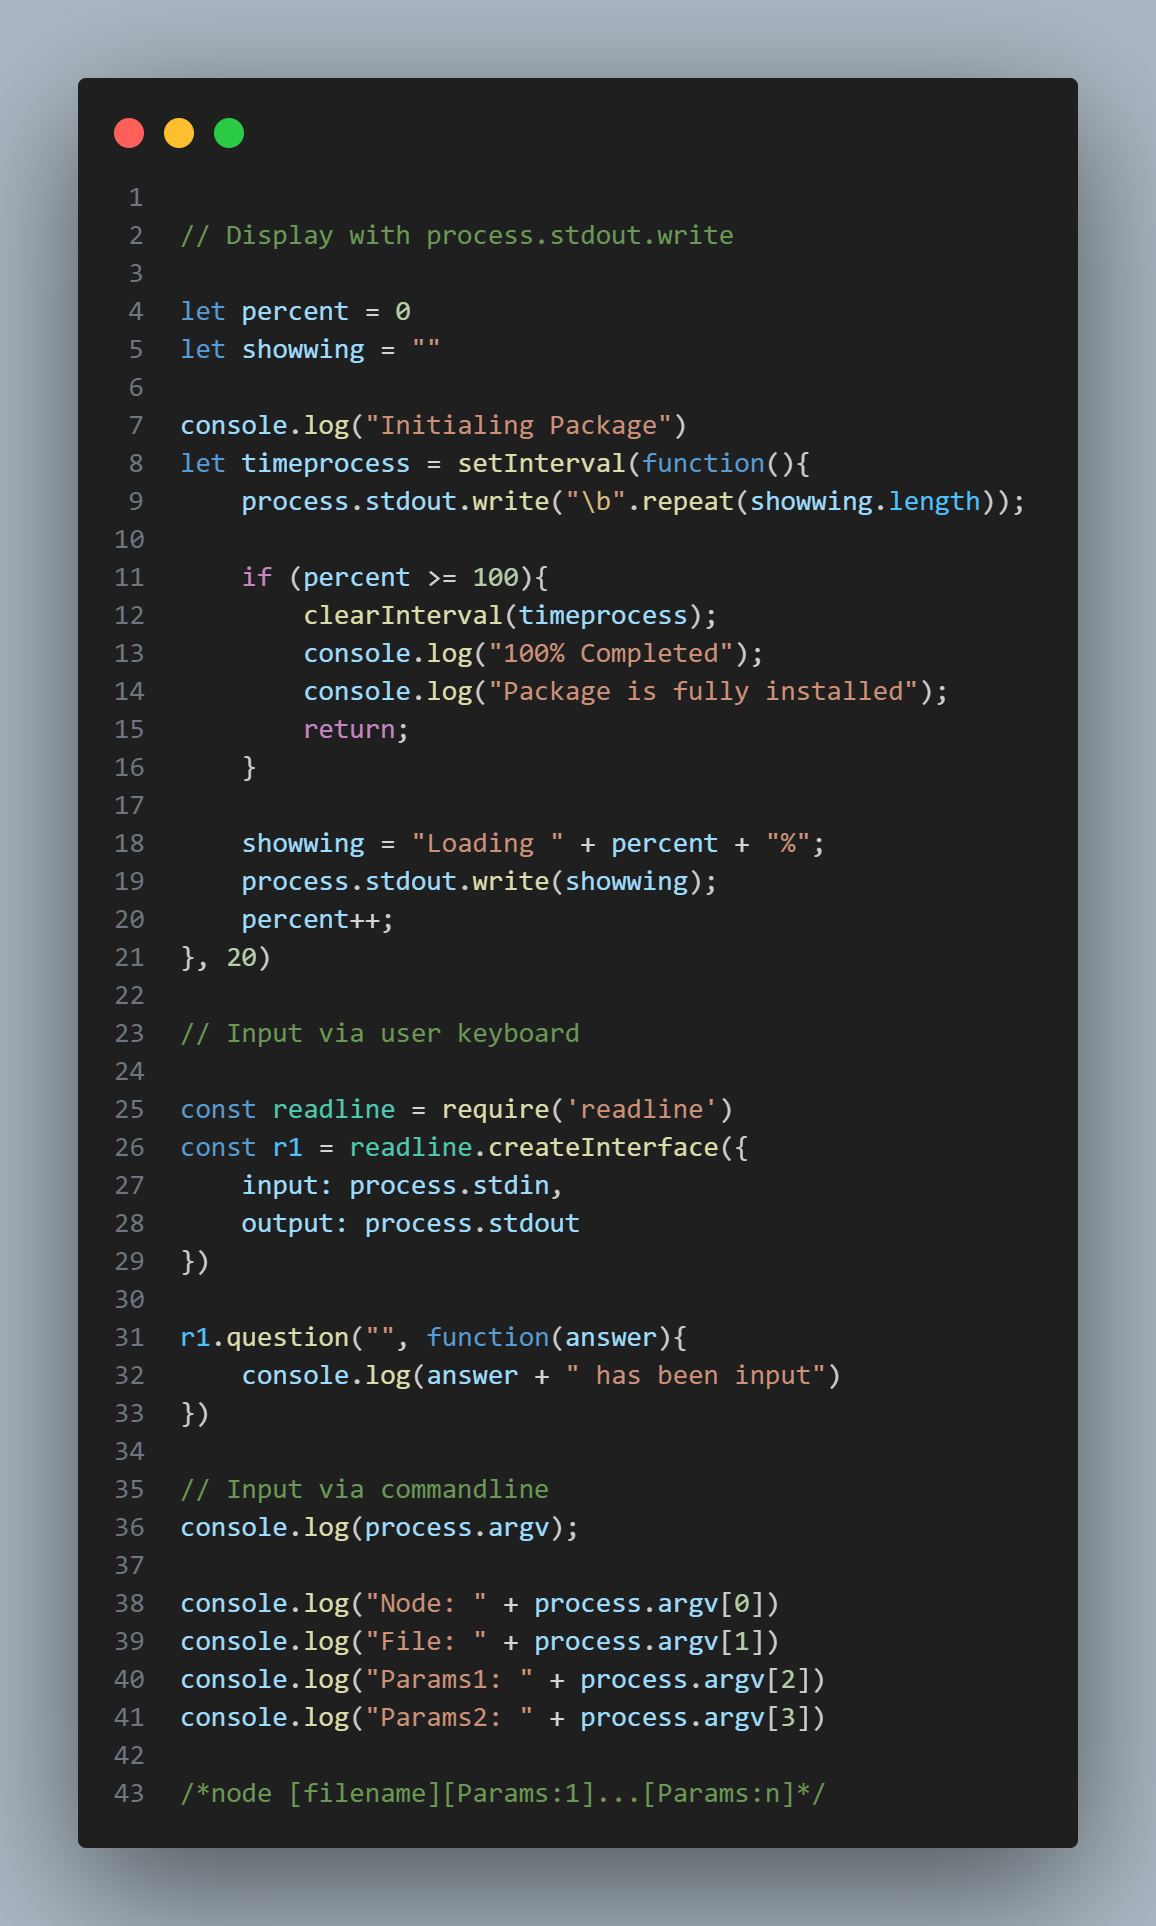 1
2 // Display with process.stdout.write
3
4 let percent = 0
5 let showwing = ""
6
7 console.log("Initialing Package")
8 let timeprocess = setInterval(function(){
9     process.stdout.write("\b".repeat(showwing.length));
10
11     if (percent >= 100){
12         clearInterval(timeprocess);
13         console.log("100% Completed");
14         console.log("Package is fully installed");
15         return;
16     }
17
18     showwing = "Loading " + percent + "%";
19     process.stdout.write(showwing);
20     percent++;
21 }, 20)
22
23 // Input via user keyboard
24
25 const readline = require('readline')
26 const r1 = readline.createInterface({
27     input: process.stdin,
28     output: process.stdout
29 })
30
31 r1.question("", function(answer){
32     console.log(answer + " has been input")
33 })
34
35 // Input via commandline
36 console.log(process.argv);
37
38 console.log("Node: " + process.argv[0])
39 console.log("File: " + process.argv[1])
40 console.log("Params1: " + process.argv[2])
41 console.log("Params2: " + process.argv[3])
42
43 /*node [filename][Params:1]...[Params:n]*/